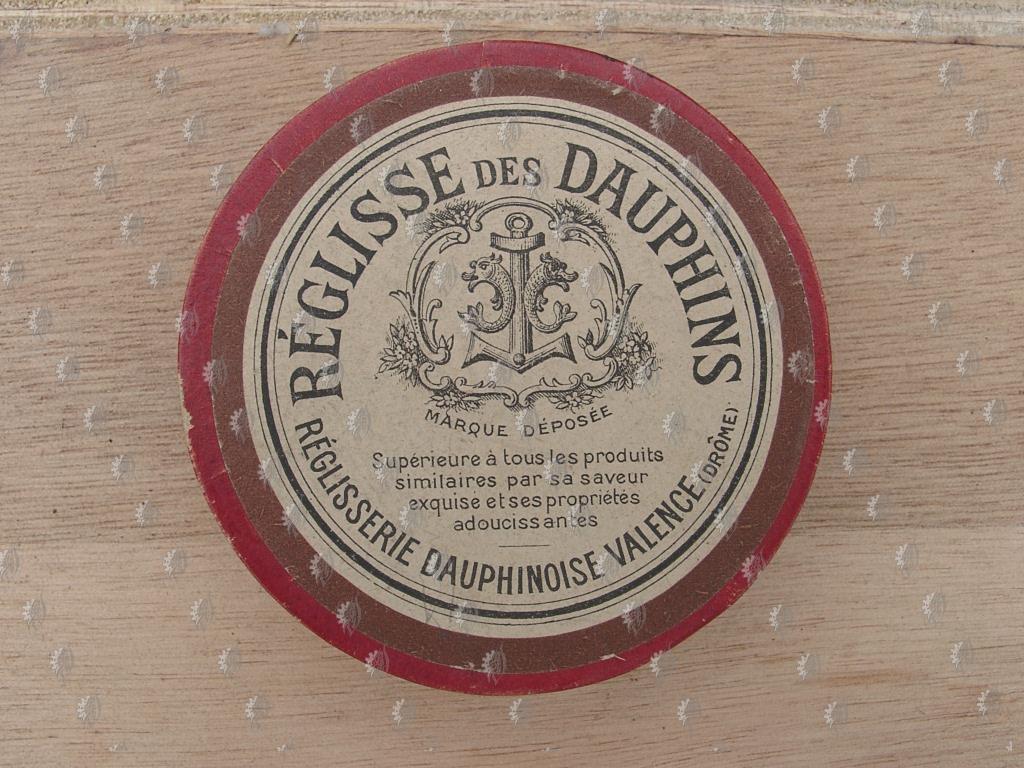 RÉGLISSE DES DAUPHINS
MARQUE DÉPOSÉE
Supérieure à tous les produits
similaires par sa saveur
exquise et ses propriétés
adoucissantes
RÉGLISSERIE DAUPHINOISE VALENCE (DRÔME)